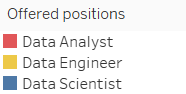 Offered positions
Data Analyst
Data Engineer
Data Scientist